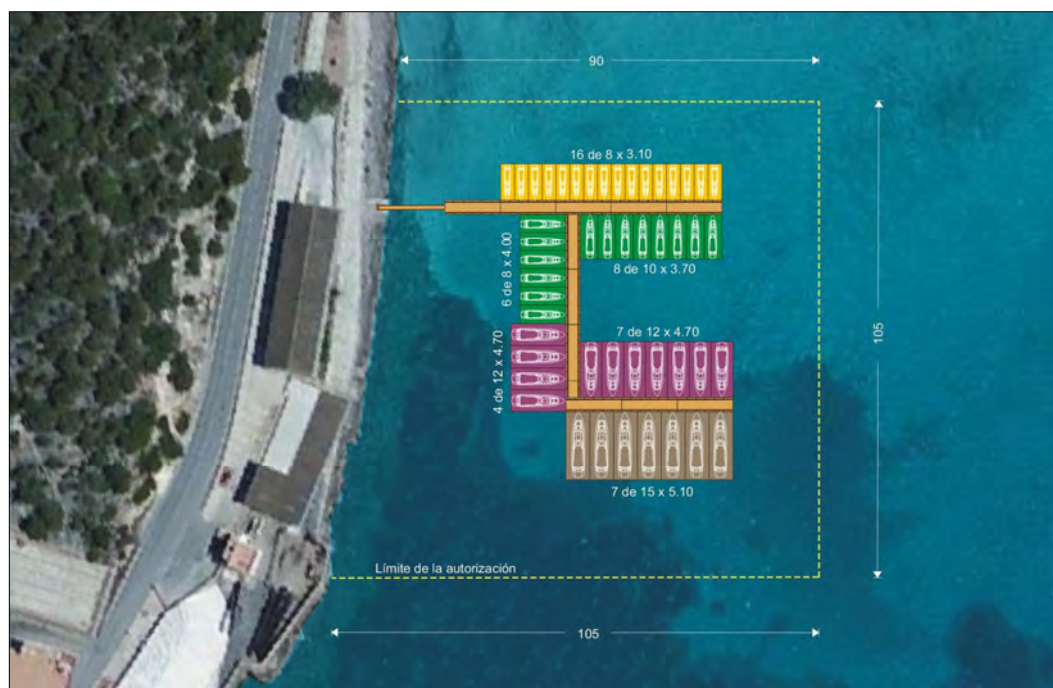 90
16 de 8 x 3.10
6 de 8 x 4.00
8 de 10 x 3.70
105
7 de 12 x 4.70
4 de 12 x 4.70
7 de 15 x 5.10
Límite de la autorización
105